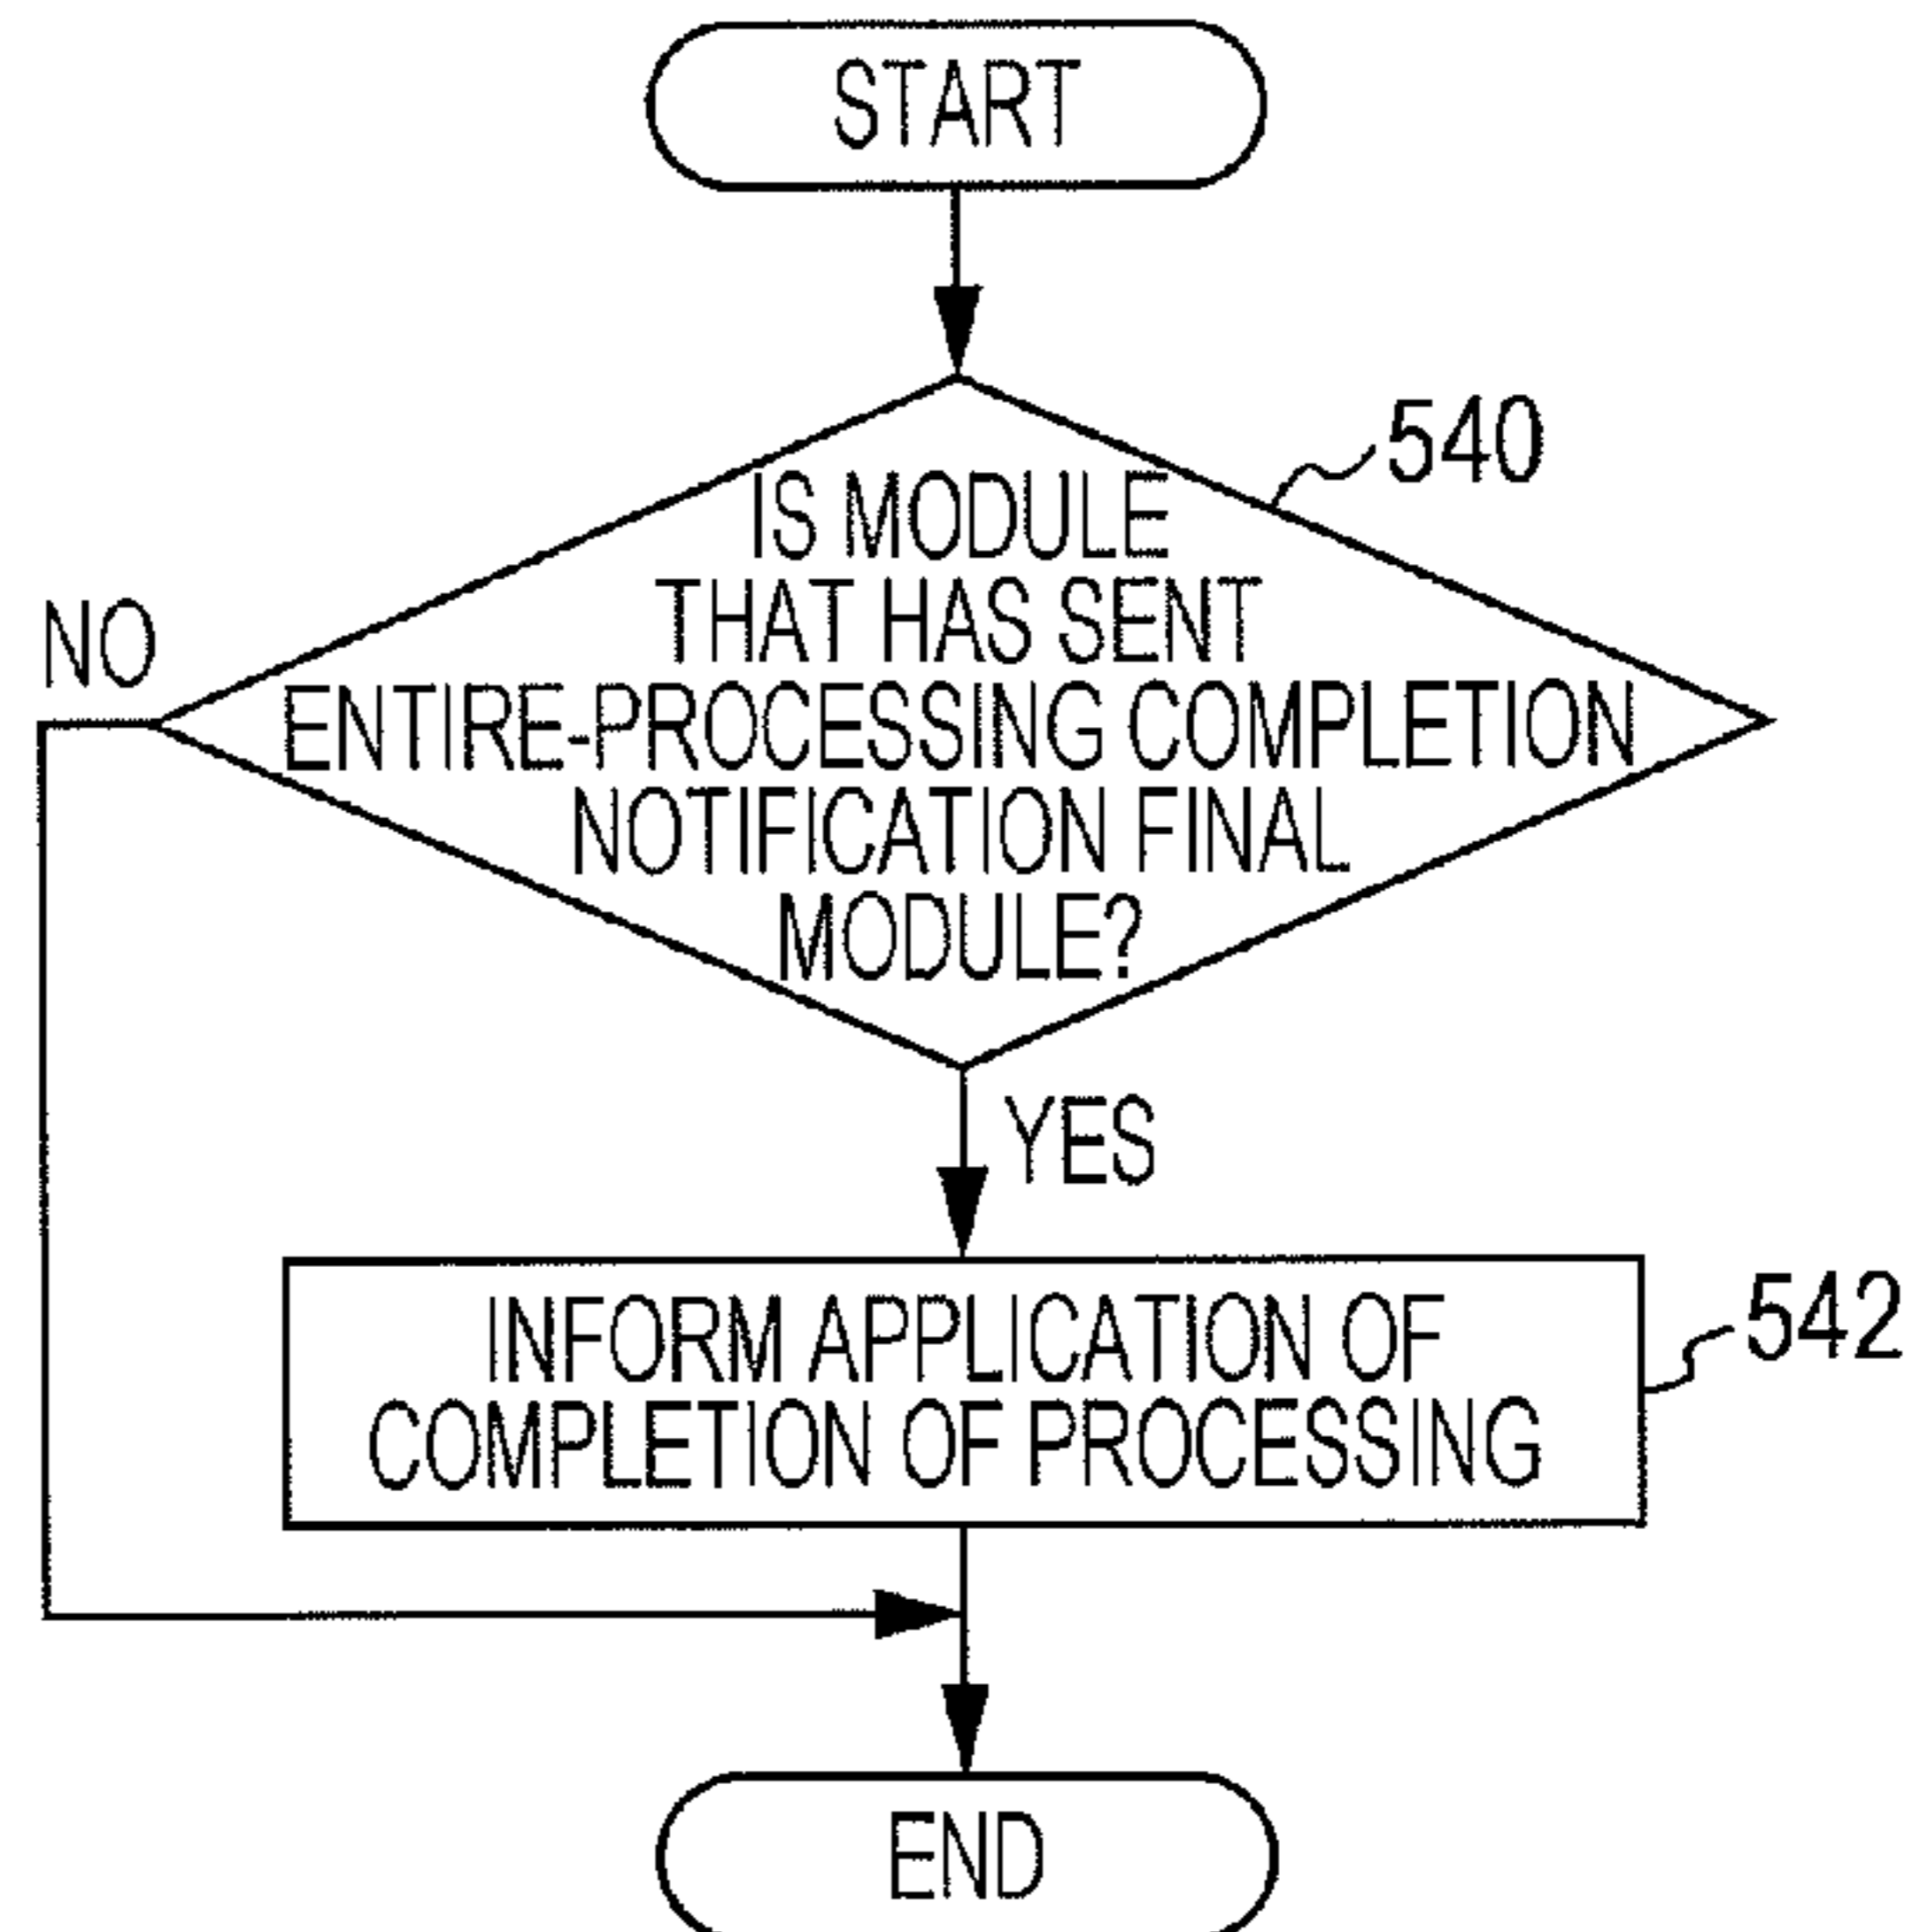 START
540
IS MODULE
THAT HAS SENT
ENTIRE-PROCESSING COMPLETION
NOTIFICATION FINAL
MODULE?
NO
YES
INFORM APPLICATION OF
COMPLETION OF PROCESSING
542
END